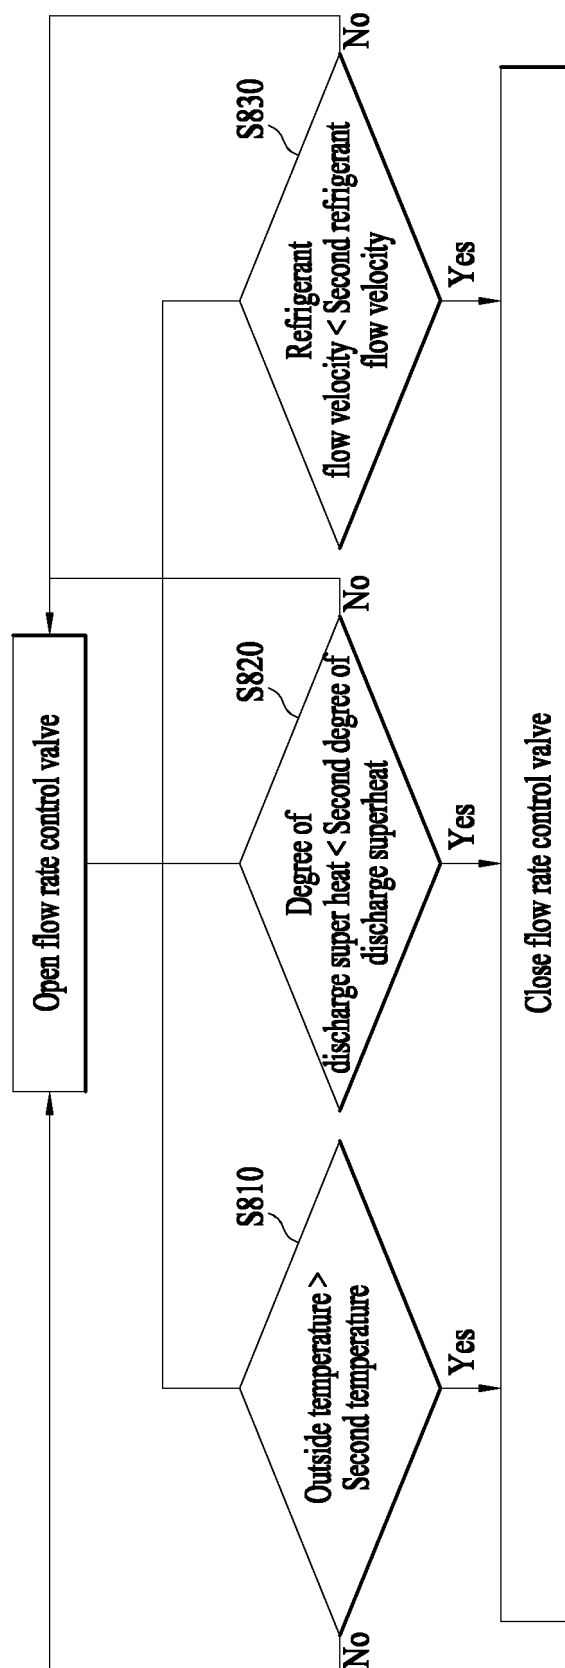 Open flow rate control valve
S810
Outside temperature >
Second temperature
No
Yes
S820
Degree of
discharge super heat < Second degree of
discharge superheat
No
Yes
S830
Refrigerant
flow velocity < Second refrigerant
flow velocity
No
Yes
Close flow rate control valve